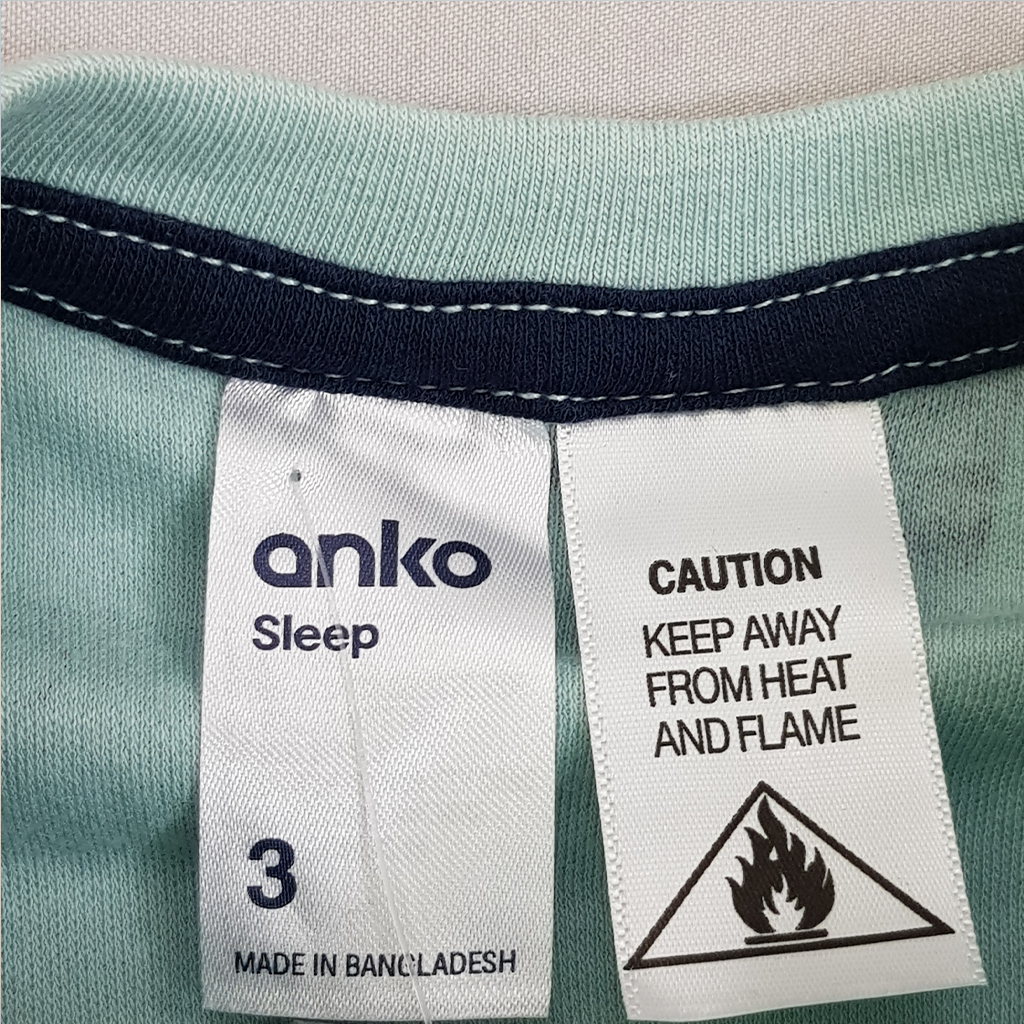 anko
Sleep
3
MADE IN BANGLADESH
CAUTION
KEEP AWAY
FROM HEAT
AND FLAME